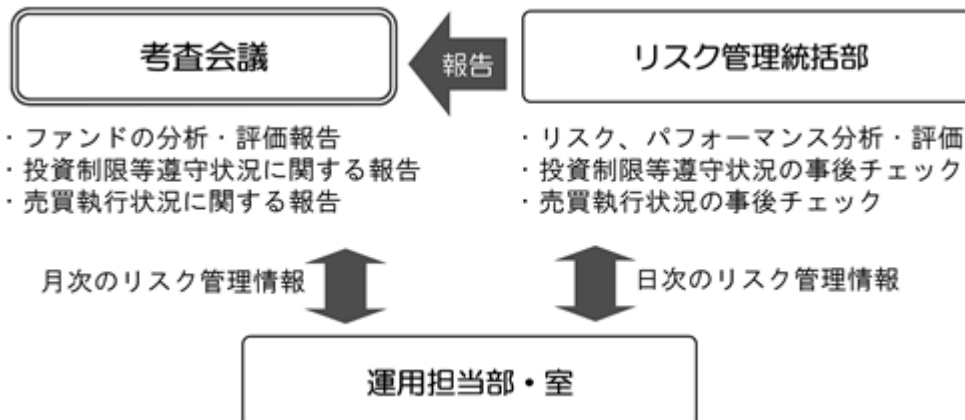 考査会議
報告
リスク管理統括部
・ファンドの分析・評価報告
・投資制限等遵守状況に関する報告
・売買執行状況に関する報告
・リスク、パフォーマンス分析・評価
・投資制限等遵守状況の事後チェック
・売買執行状況の事後チェック
月次のリスク管理情報
日次のリスク管理情報
運用担当部・室